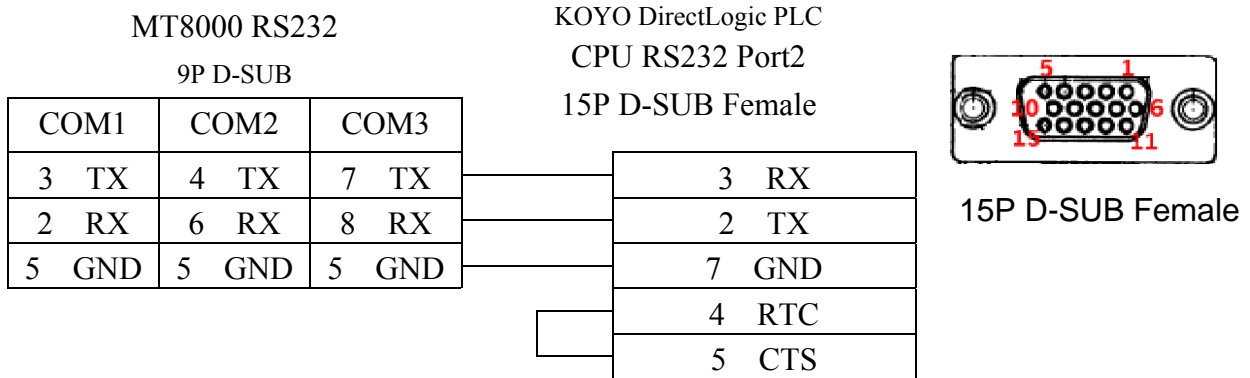 MT8000 RS232
9P D-SUB
COM1 COM2 COM3
3 TX 4 TX 7 TX
2 RX 6 RX 8 RX
5 GND 5 GND 5 GND
KOYO DirectLogic PLC
CPU RS232 Port2
15P D-SUB Female
3 RX
2 TX
7 GND
4 RTC
5 CTS
5 1
10 6
15 11
15P D-SUB Female